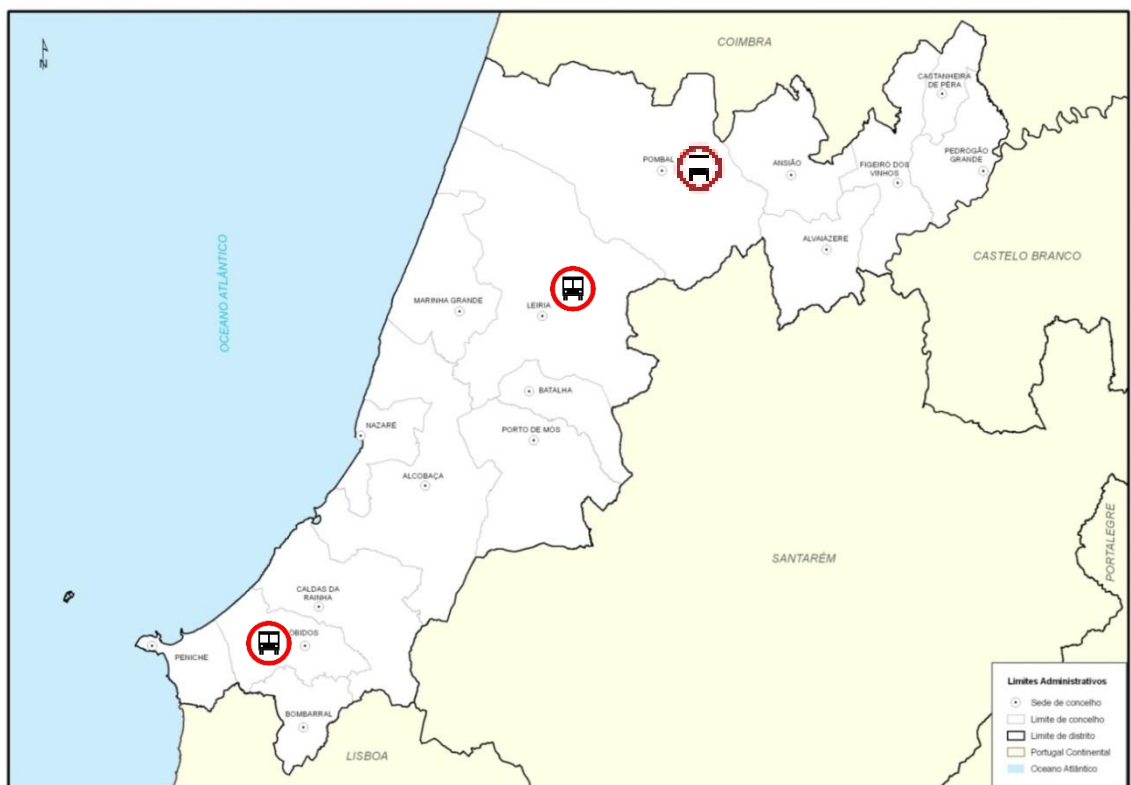 COIMBRA
CASTANHEIRA
DE PÊRA
POMBAL
ANSIÃO
FIGEIRÓ DOS
VINHOS
PEDROGÃO
GRANDE
OCEANO ATLÂNTICO
ALVAIÁZERE
CASTELO BRANCO
MARINHA GRANDE
LEIRIA
BATALHA
NAZARÉ
PORTO DE MÓS
ALCOBAÇA
PORTALEGRE
SANTARÉM
CALDAS DA
RAINHA
ÓBIDOS
PENICHE
BOMBARRAL
LISBOA
Limites Administrativos
Sede de concelho
Limite de concelho
Limite de distrito
Portugal Continental
Oceano Atlântico